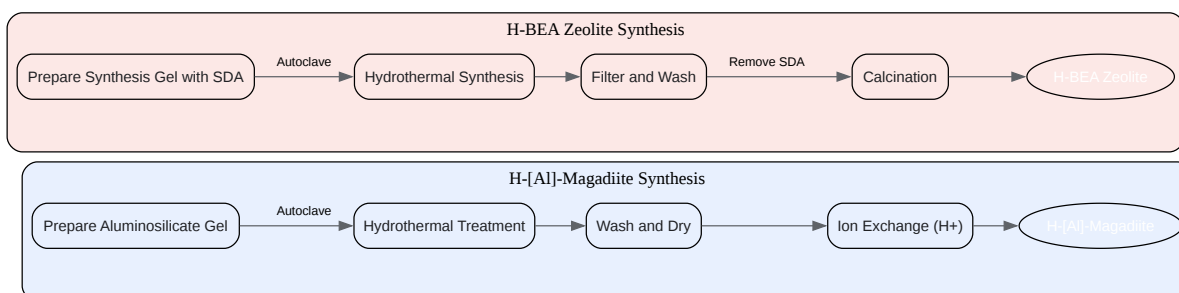 H-BEA Zeolite Synthesis
Prepare Synthesis Gel with SDA
Autoclave
Hydrothermal Synthesis
Filter and Wash
Remove SDA
Calcination
H-BEA Zeolite
H-[Al]-Magadiite Synthesis
Prepare Aluminosilicate Gel
Autoclave
Hydrothermal Treatment
Wash and Dry
Ion Exchange (H+)
H-[Al]-Magadiite